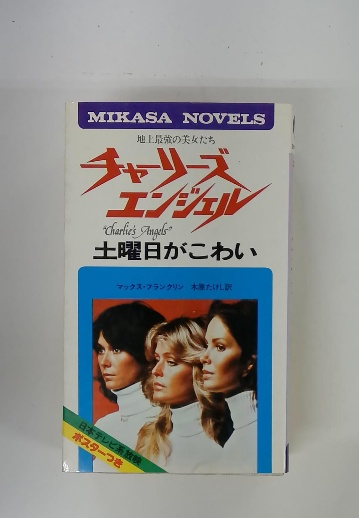 MIKASA NOVELS
地上最強の美女たち
チャーリーズ
エンジェル
"Charlie's Angels"
土曜日がこわい
マックス・フランクリン 木原たけし訳
日本テレビ系放映
ポスターつき